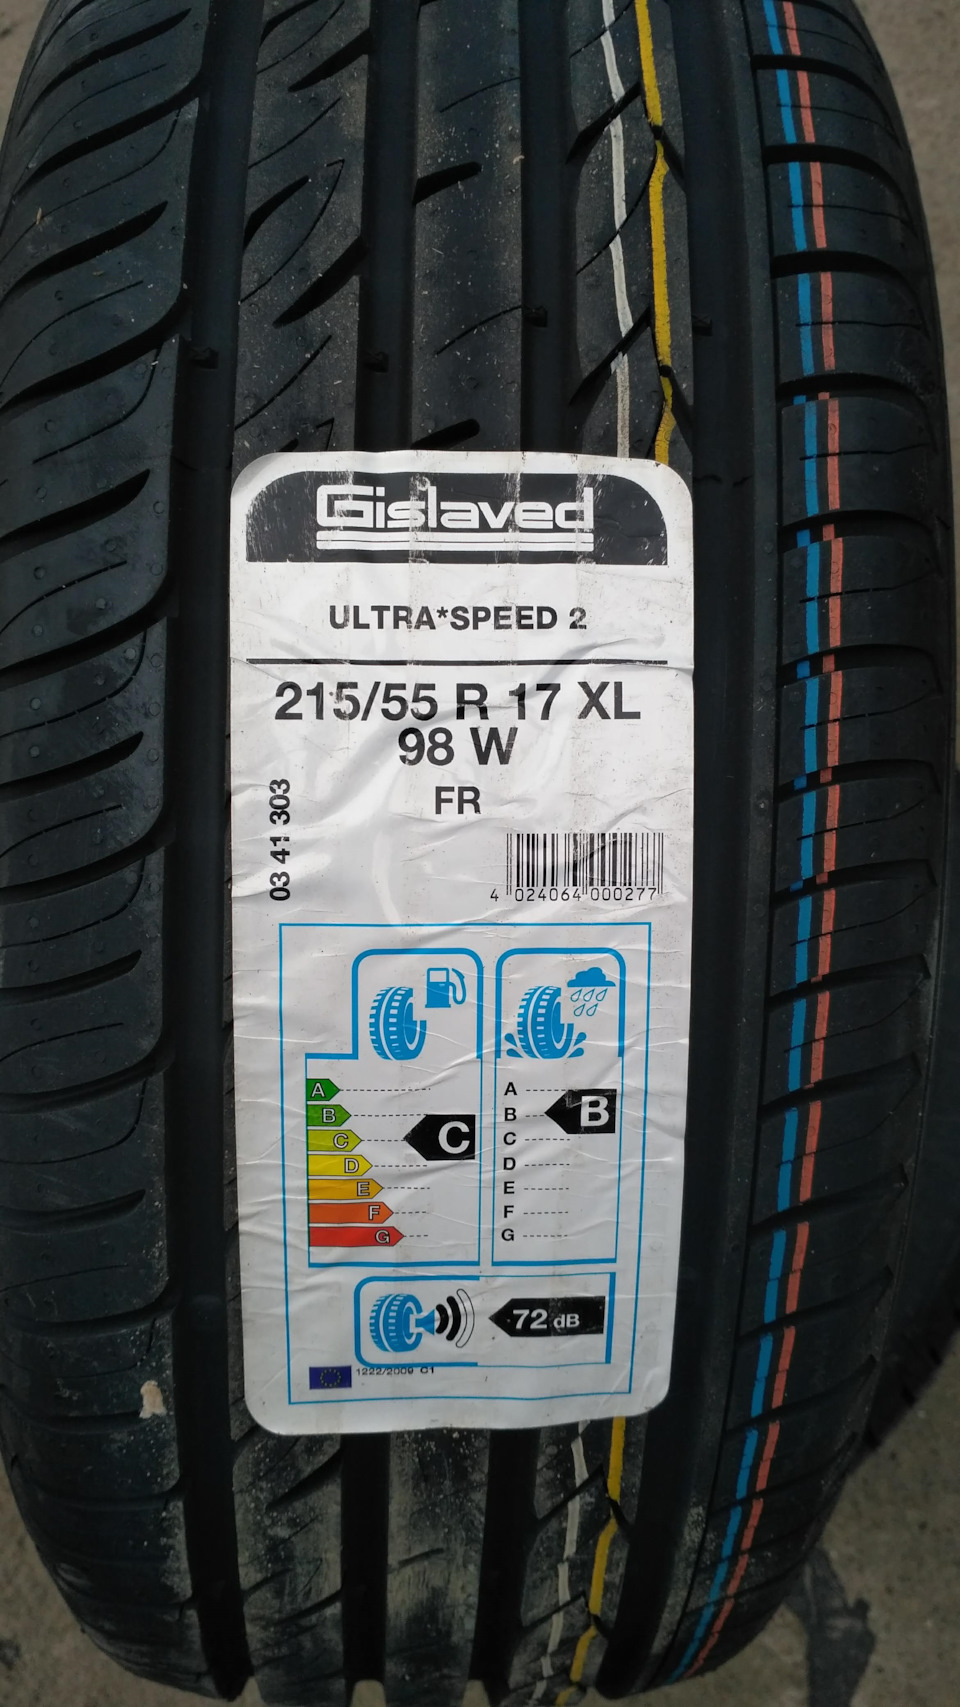 Gislaved
ULTRA*SPEED 2
215/55 R 17 XL
98 W
FR
03 41 303
4 024064 000277
A
B
C
D
E
F
G
C
A
B
C
D
E
F
G
B
72 dB
1222/2009 C1